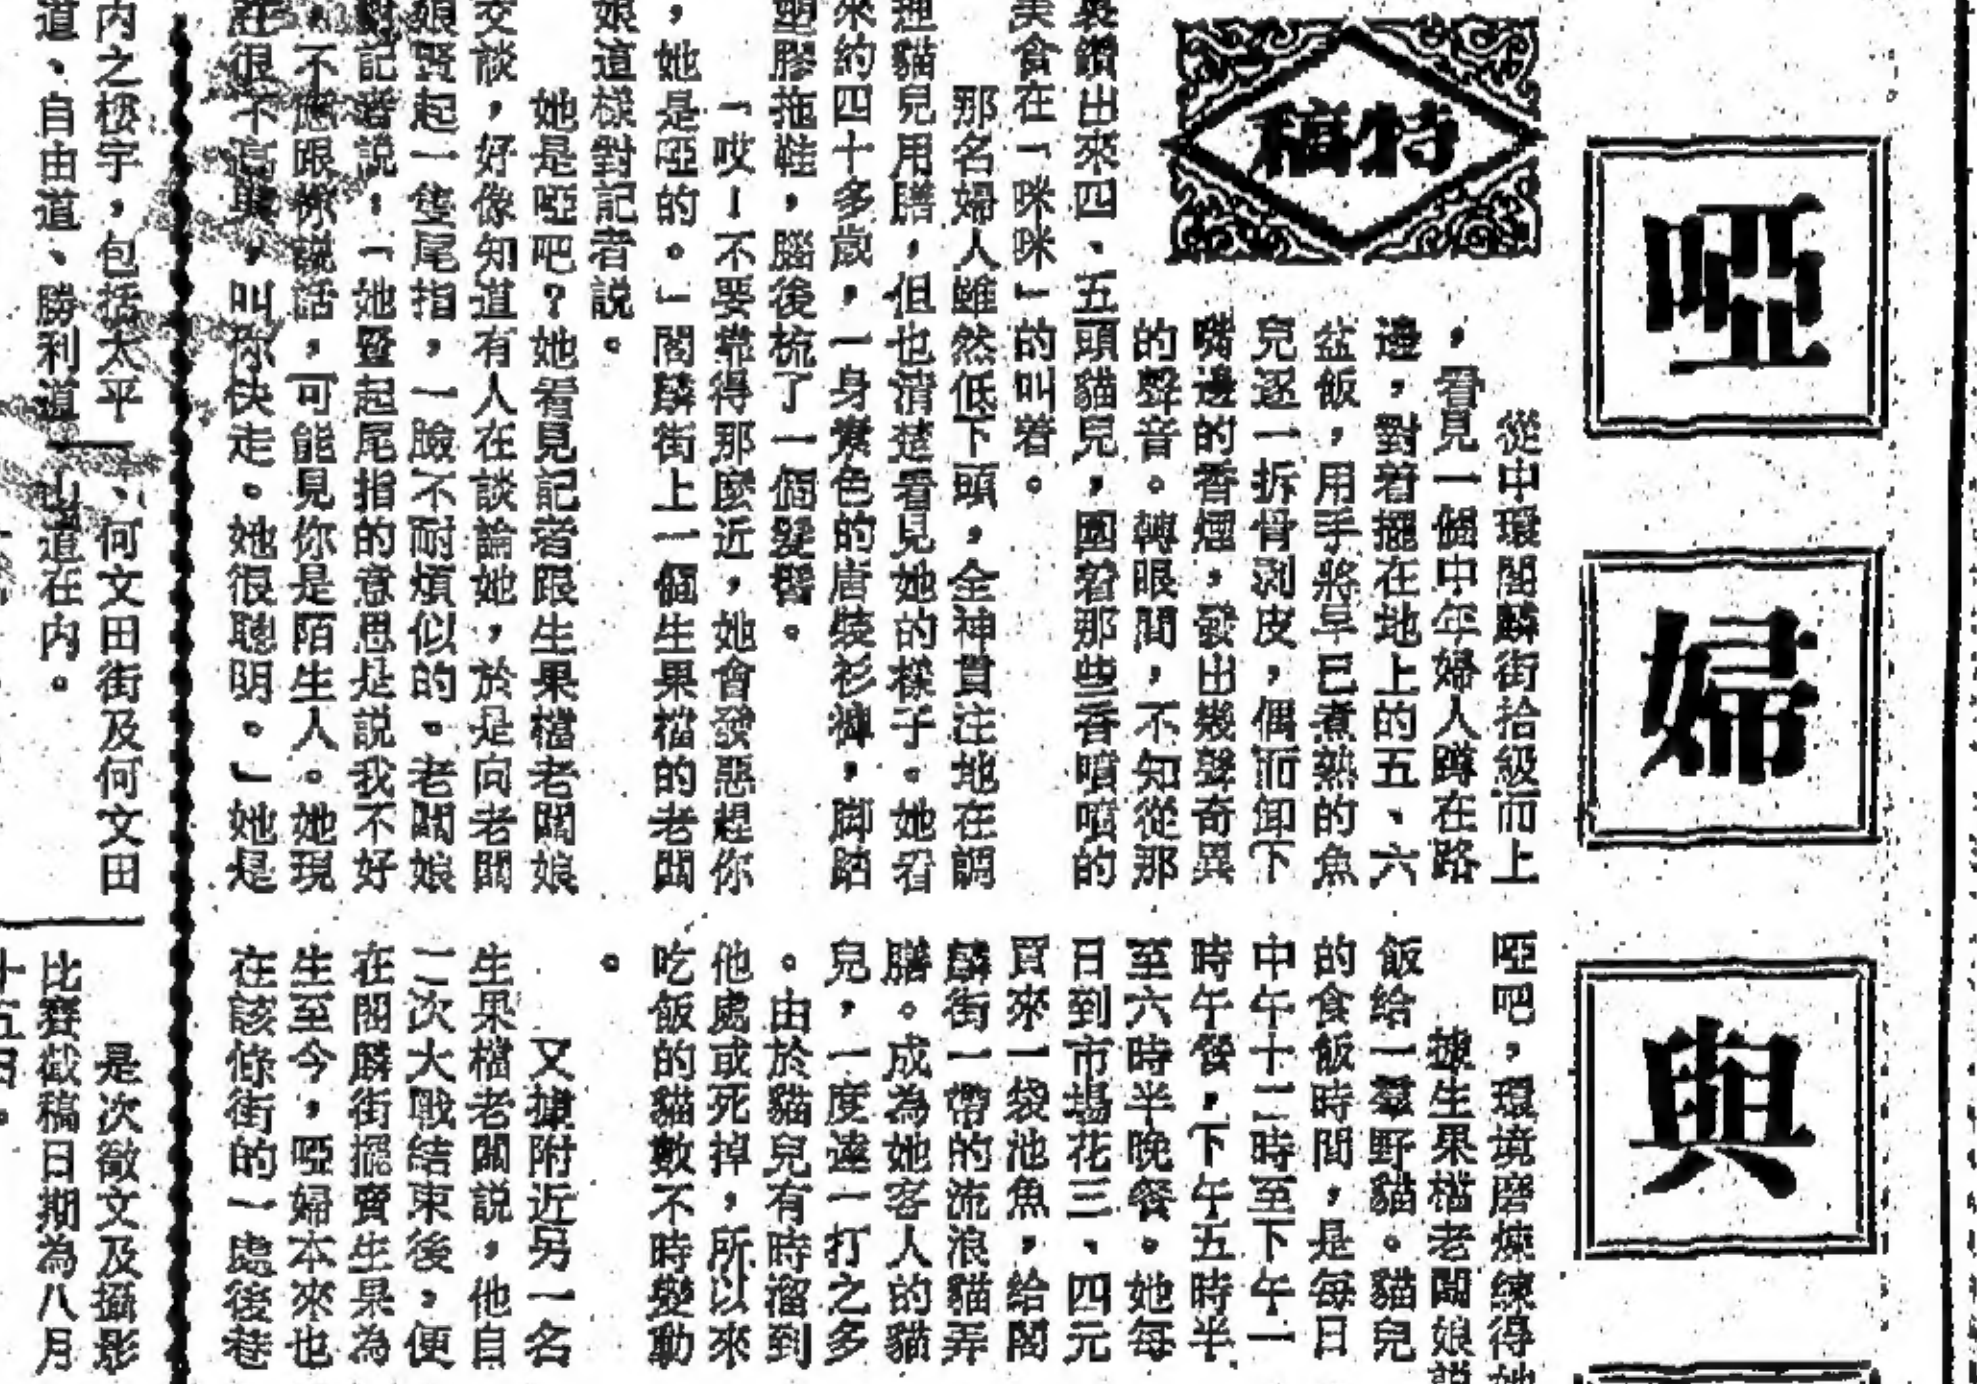 啞
婦
與
特稿
從中環閣麟街拾級而上
，看見一個中年婦人蹲在路
邊，對着擺在地上的五、六
盆飯，用手將早已煮熟的魚
兒逐一拆骨剥皮，偶而卸下
嘴邊的香煙，發出幾聲奇異
的聲音。轉眼間，不知從那
裏鑽出來四、五頭貓兒，圍着那些香噴噴的
美食在「咪咪」的叫着。
那名婦人雖然低下頭，全神貫注地在調
理貓兒用膳，但也清楚看見她的樣子。她看
來約四十多歲，一身素色的唐裝衫褲，脚踏
塑膠拖鞋，腦後梳了一個髮髻。
「哎！不要靠得那麽近，她會發惡趕你
，她是啞的。」閣麟街上一個生果檔的老闆
娘這樣對記者説。
她是啞吧？她看見記者跟生果檔老闆娘
交談，好像知道有人在談論她，於是向老闆
娘竪起一隻尾指，一臉不耐煩似的。老闆娘
對記者説，「她竪起尾指的意思是説我不好
，不應跟你説話，可能見你是陌生人。她現
在很不高興，叫你快走。她很聰明。」她是
啞吧，環境磨煉練得她
據生果檔老闆娘説
飯給一羣野貓。貓兒
的食飯時間，是每日
中午十二時至下午一
時午餐，下午五時半
至六時半晚餐。她每
日到市場花三、四元
買來一袋池魚，給閣
麟街一帶的流浪貓弄
膳。成為她客人的貓
兒，一度達一打之多
。由於貓兒有時溜到
他處或死掉，所以來
吃飯的貓數不時變動
。
又據附近另一名
生果檔老闆説，他自
二次大戰結束後，便
在閣麟街擺賣生果為
生至今，啞婦本來也
在該條街的一處後巷
内之樓宇，包括太平
道、自由道、勝利道
、何文田街及何文田
山道在内。
是次徵文及攝影
比賽截稿日期為八月
十五日。